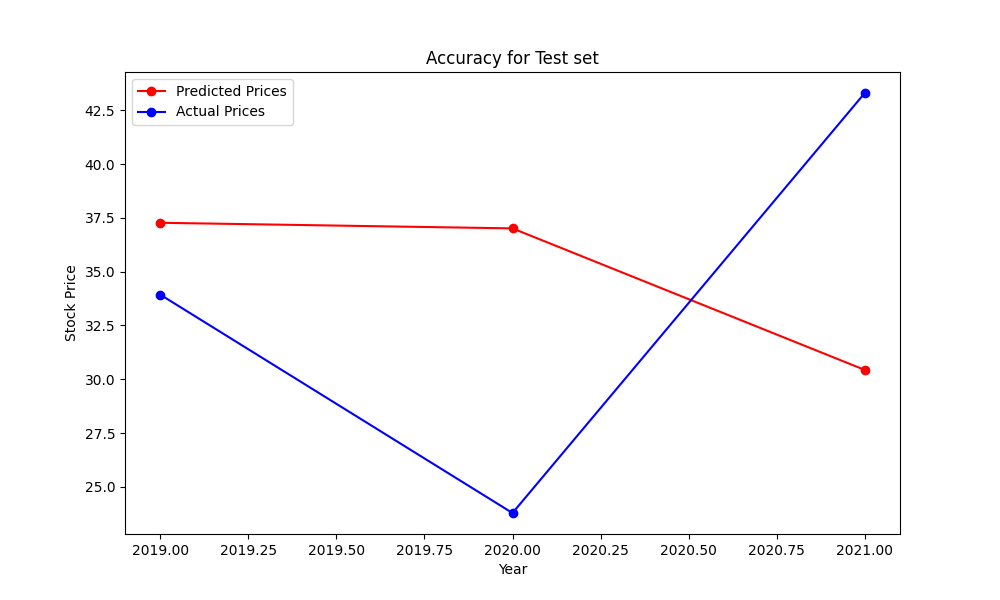 Accuracy for Test set
Predicted Prices
Actual Prices
42.5
40.0
37.5
35.0
32.5
30.0
27.5
25.0
Stock Price
2019.00 2019.25 2019.50 2019.75 2020.00 2020.25 2020.50 2020.75 2021.00
Year